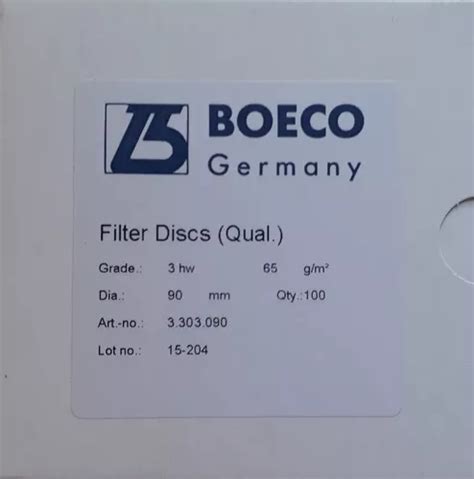 BOECO
Germany
Filter Discs (Qual.)
Grade.: 3 hw 65 g/m²
Dia.: 90 mm Qty.:100
Art.-no.: 3.303.090
Lot no.: 15-204